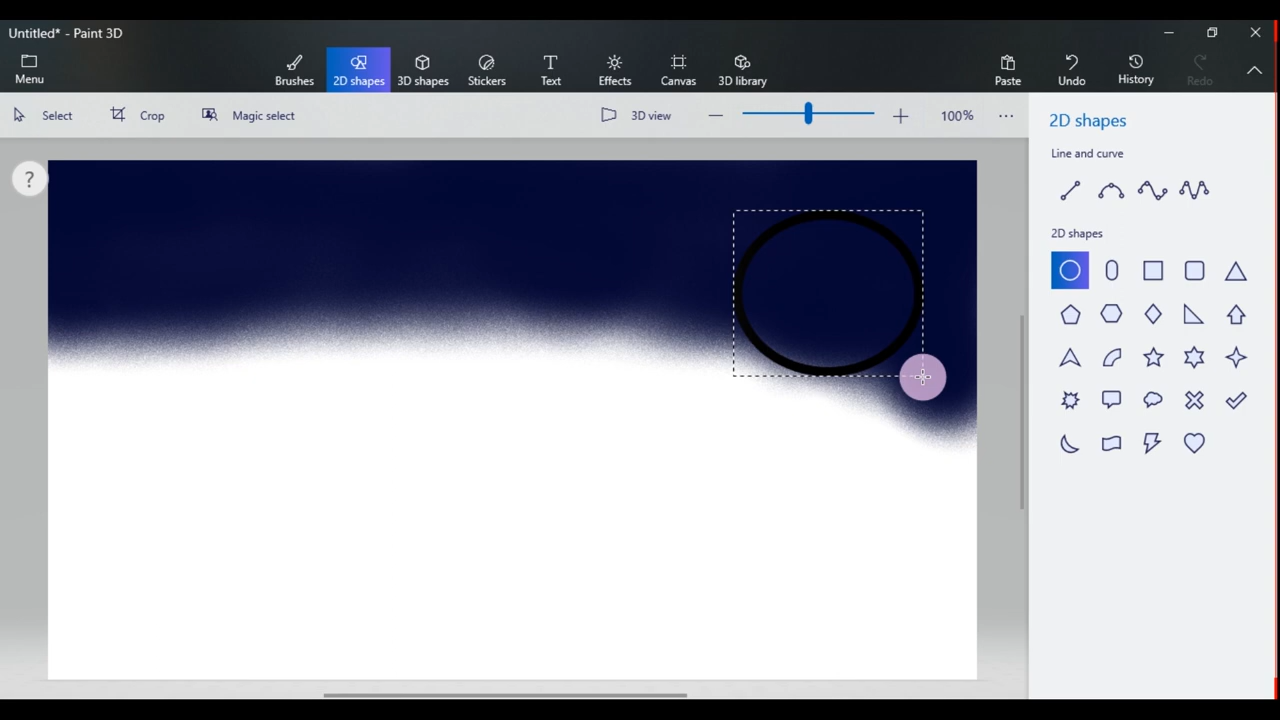 Untitled* - Paint 3D
Menu
Brushes
2D shapes
3D shapes
Stickers
Text
Effects
Canvas
3D library
Paste
Undo
History
Redo
Select
Crop
Magic select
3D view
100%
?
2D shapes
Line and curve
2D shapes